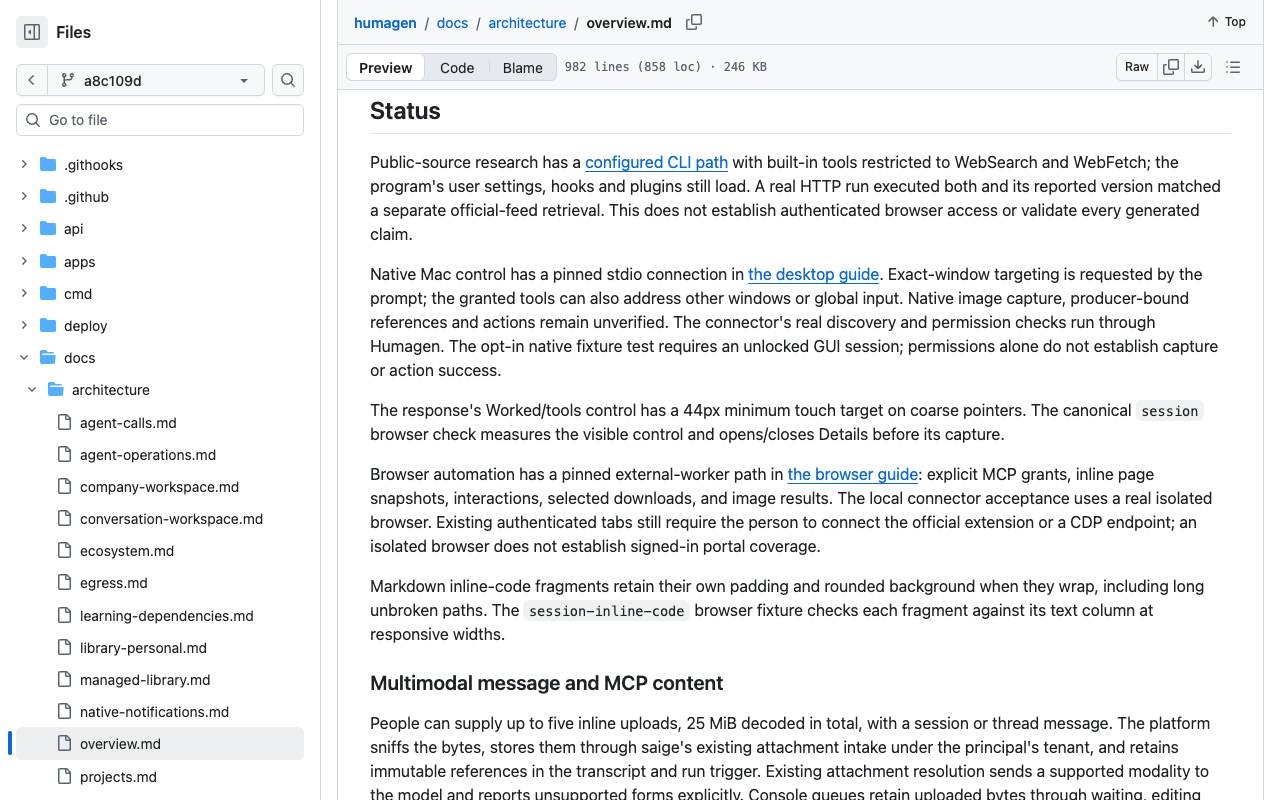 Files
a8c109d
Go to file
.githooks
.github
api
apps
cmd
deploy
docs
architecture
agent-calls.md
agent-operations.md
company-workspace.md
conversation-workspace.md
ecosystem.md
egress.md
learning-dependencies.md
library-personal.md
managed-library.md
native-notifications.md
overview.md
projects.md
humagen / docs / architecture / overview.md
Top
Preview Code Blame 982 lines (858 loc) · 246 KB Raw
Status
Public-source research has a configured CLI path with built-in tools restricted to WebSearch and WebFetch; the
program's user settings, hooks and plugins still load. A real HTTP run executed both and its reported version matched
a separate official-feed retrieval. This does not establish authenticated browser access or validate every generated
claim.
Native Mac control has a pinned stdio connection in the desktop guide. Exact-window targeting is requested by the
prompt; the granted tools can also address other windows or global input. Native image capture, producer-bound
references and actions remain unverified. The connector's real discovery and permission checks run through
Humagen. The opt-in native fixture test requires an unlocked GUI session; permissions alone do not establish capture
or action success.
The response's Worked/tools control has a 44px minimum touch target on coarse pointers. The canonical session
browser check measures the visible control and opens/closes Details before its capture.
Browser automation has a pinned external-worker path in the browser guide: explicit MCP grants, inline page
snapshots, interactions, selected downloads, and image results. The local connector acceptance uses a real isolated
browser. Existing authenticated tabs still require the person to connect the official extension or a CDP endpoint; an
isolated browser does not establish signed-in portal coverage.
Markdown inline-code fragments retain their own padding and rounded background when they wrap, including long
unbroken paths. The session-inline-code browser fixture checks each fragment against its text column at
responsive widths.
Multimodal message and MCP content
People can supply up to five inline uploads, 25 MiB decoded in total, with a session or thread message. The platform
sniffs the bytes, stores them through saige's existing attachment intake under the principal's tenant, and retains
immutable references in the transcript and run trigger. Existing attachment resolution sends a supported modality to
the model and reports unsupported forms explicitly. Console queues retain uploaded bytes through waiting, editing